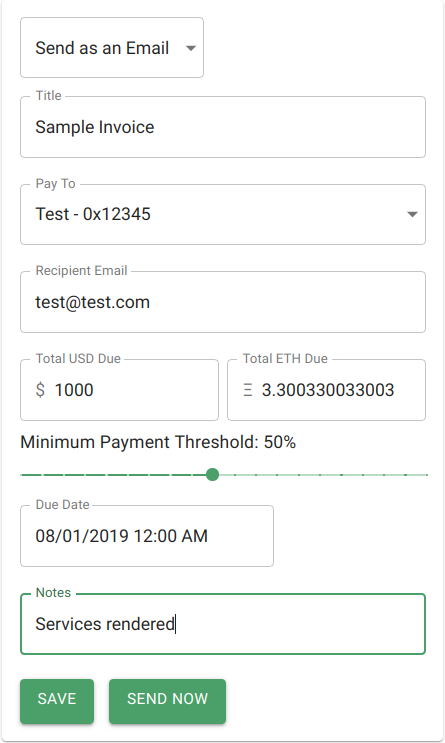 Send as an Email
Title
Sample Invoice
Pay To
Test - 0x12345
Recipient Email
test@test.com
Total USD Due
Total ETH Due
$ 1000
Ξ 3.300330033003
Minimum Payment Threshold: 50%
Due Date
08/01/2019 12:00 AM
Notes
Services rendered
SAVE
SEND NOW